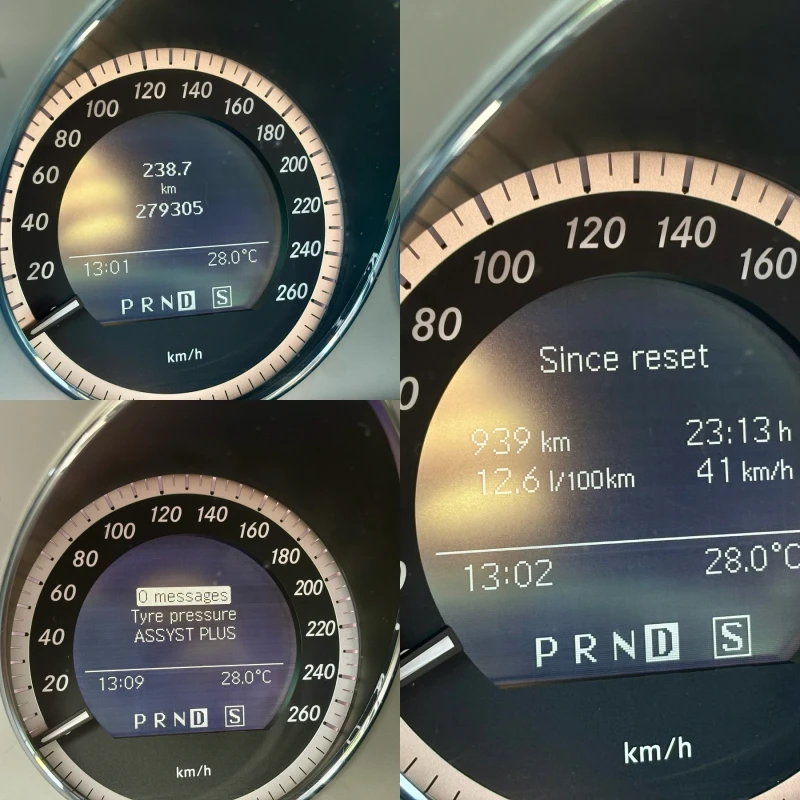 20 40 60 80 100 120 140 160 180 200 220 240 260
238.7
km
279305
13:01 28.0°C
P R N D S
km/h
80 100 120 140 160
Since reset
939 km 23:13 h
12.6 l/100km 41 km/h
13:02 28.0°C
P R N D S
km/h
20 40 60 80 100 120 140 160 180 200 220 240 260
0 messages
Tyre pressure
ASSYST PLUS
13:09 28.0°C
P R N D S
km/h